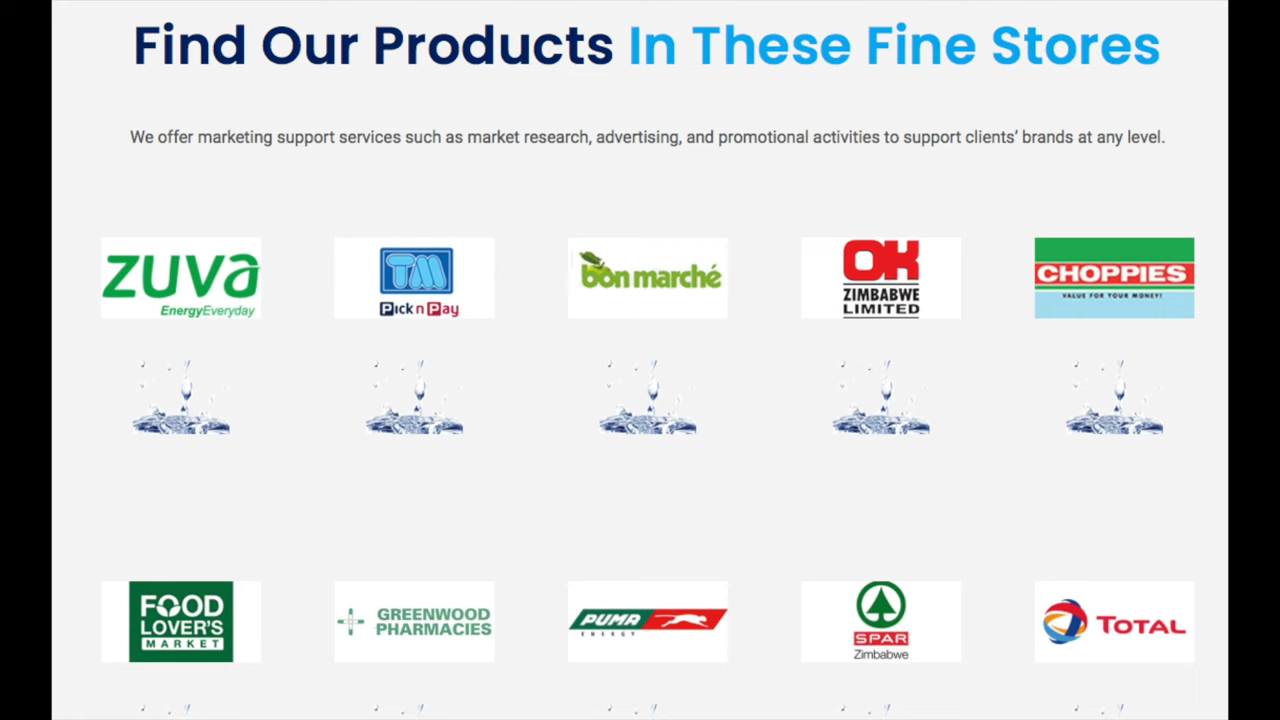 Find Our Products In These Fine Stores
We offer marketing support services such as market research, advertising, and promotional activities to support clients’ brands at any level.
zuva
EnergyEveryday
TM
Pick n Pay
bon marché
OK
ZIMBABWE
LIMITED
CHOPPIES
VALUE FOR YOUR MONEY!
FOOD
LOVER'S
MARKET
GREENWOOD
PHARMACIES
PUMA
ENERGY
SPAR
Zimbabwe
TOTAL